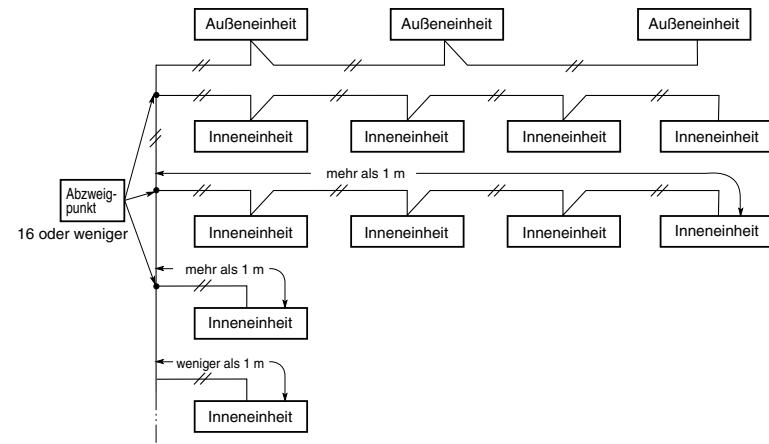 Außeneinheit Außeneinheit Außeneinheit
Inneneinheit Inneneinheit Inneneinheit Inneneinheit
mehr als 1 m
Abzweig-
punkt
16 oder weniger
Inneneinheit Inneneinheit Inneneinheit Inneneinheit
mehr als 1 m
Inneneinheit
weniger als 1 m
Inneneinheit